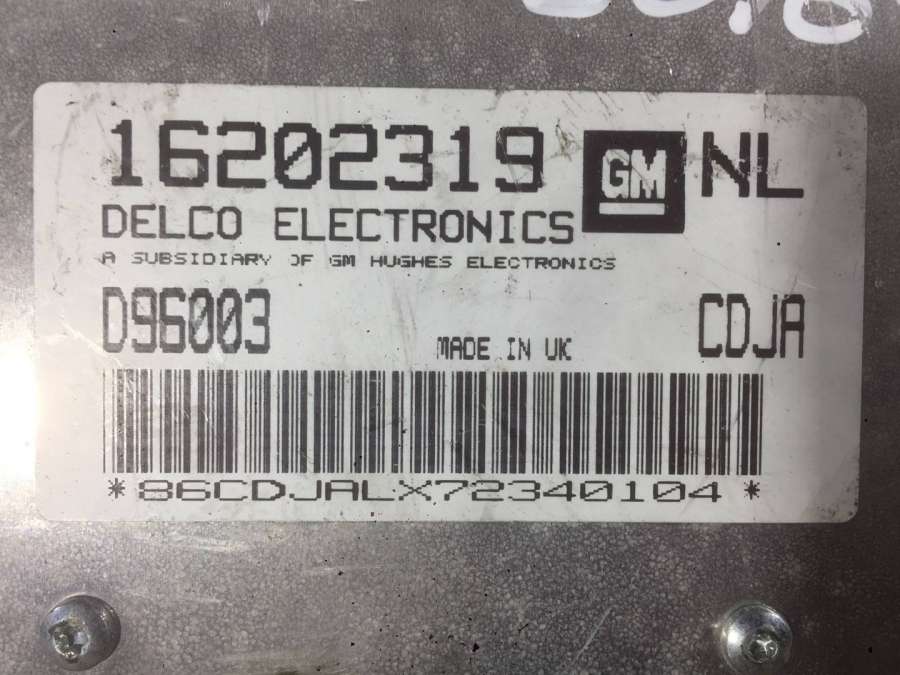 16202319 GM NL
DELCO ELECTRONICS
A SUBSIDIARY OF GM HUGHES ELECTRONICS
D96003 MADE IN UK CDJA
*86CDJALX72340104*